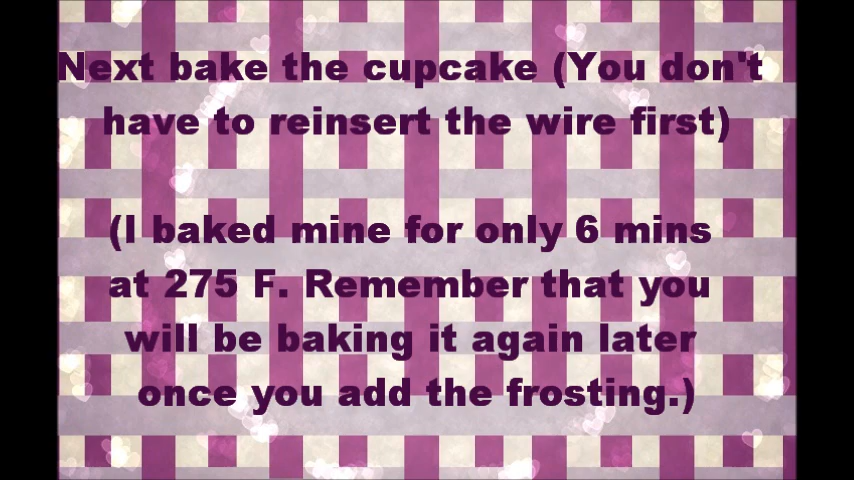 Next bake the cupcake (You don't
have to reinsert the wire first)
(I baked mine for only 6 mins
at 275 F. Remember that you
will be baking it again later
once you add the frosting.)